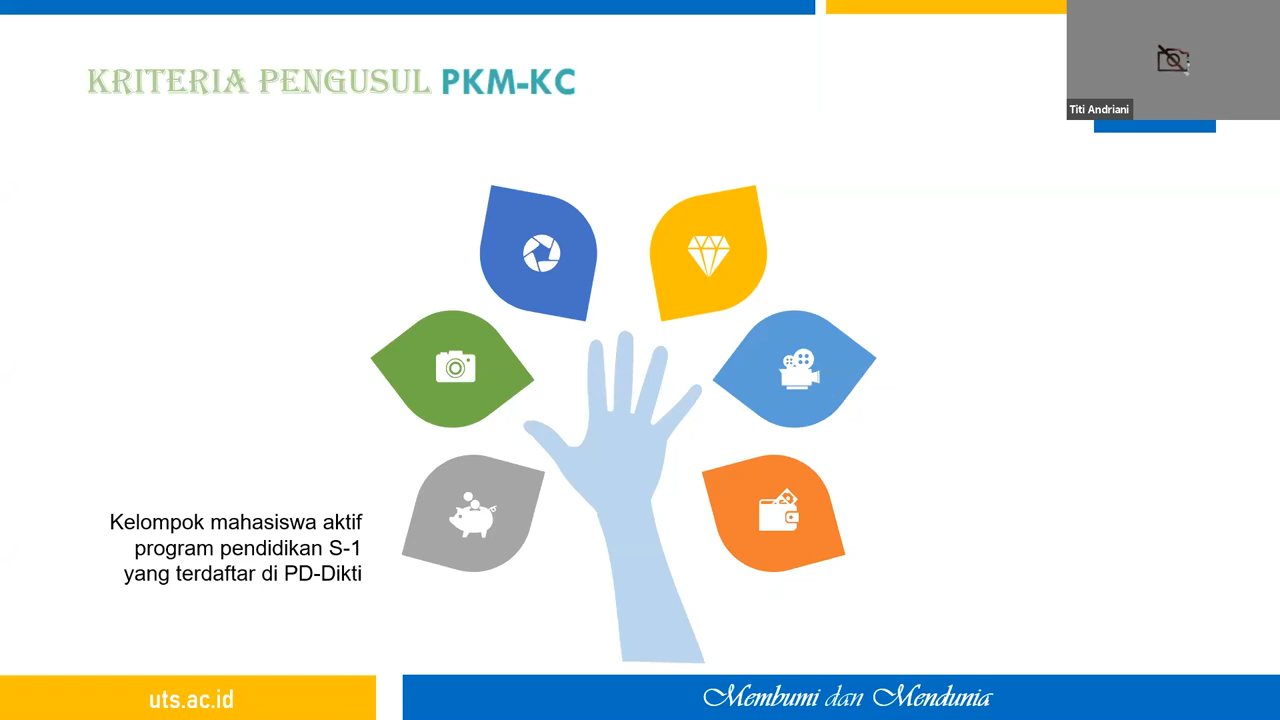 KRITERIA PENGUSUL PKM-KC
Titi Andriani
Kelompok mahasiswa aktif
program pendidikan S-1
yang terdaftar di PD-Dikti
uts.ac.id
Membumi dan Mendunia